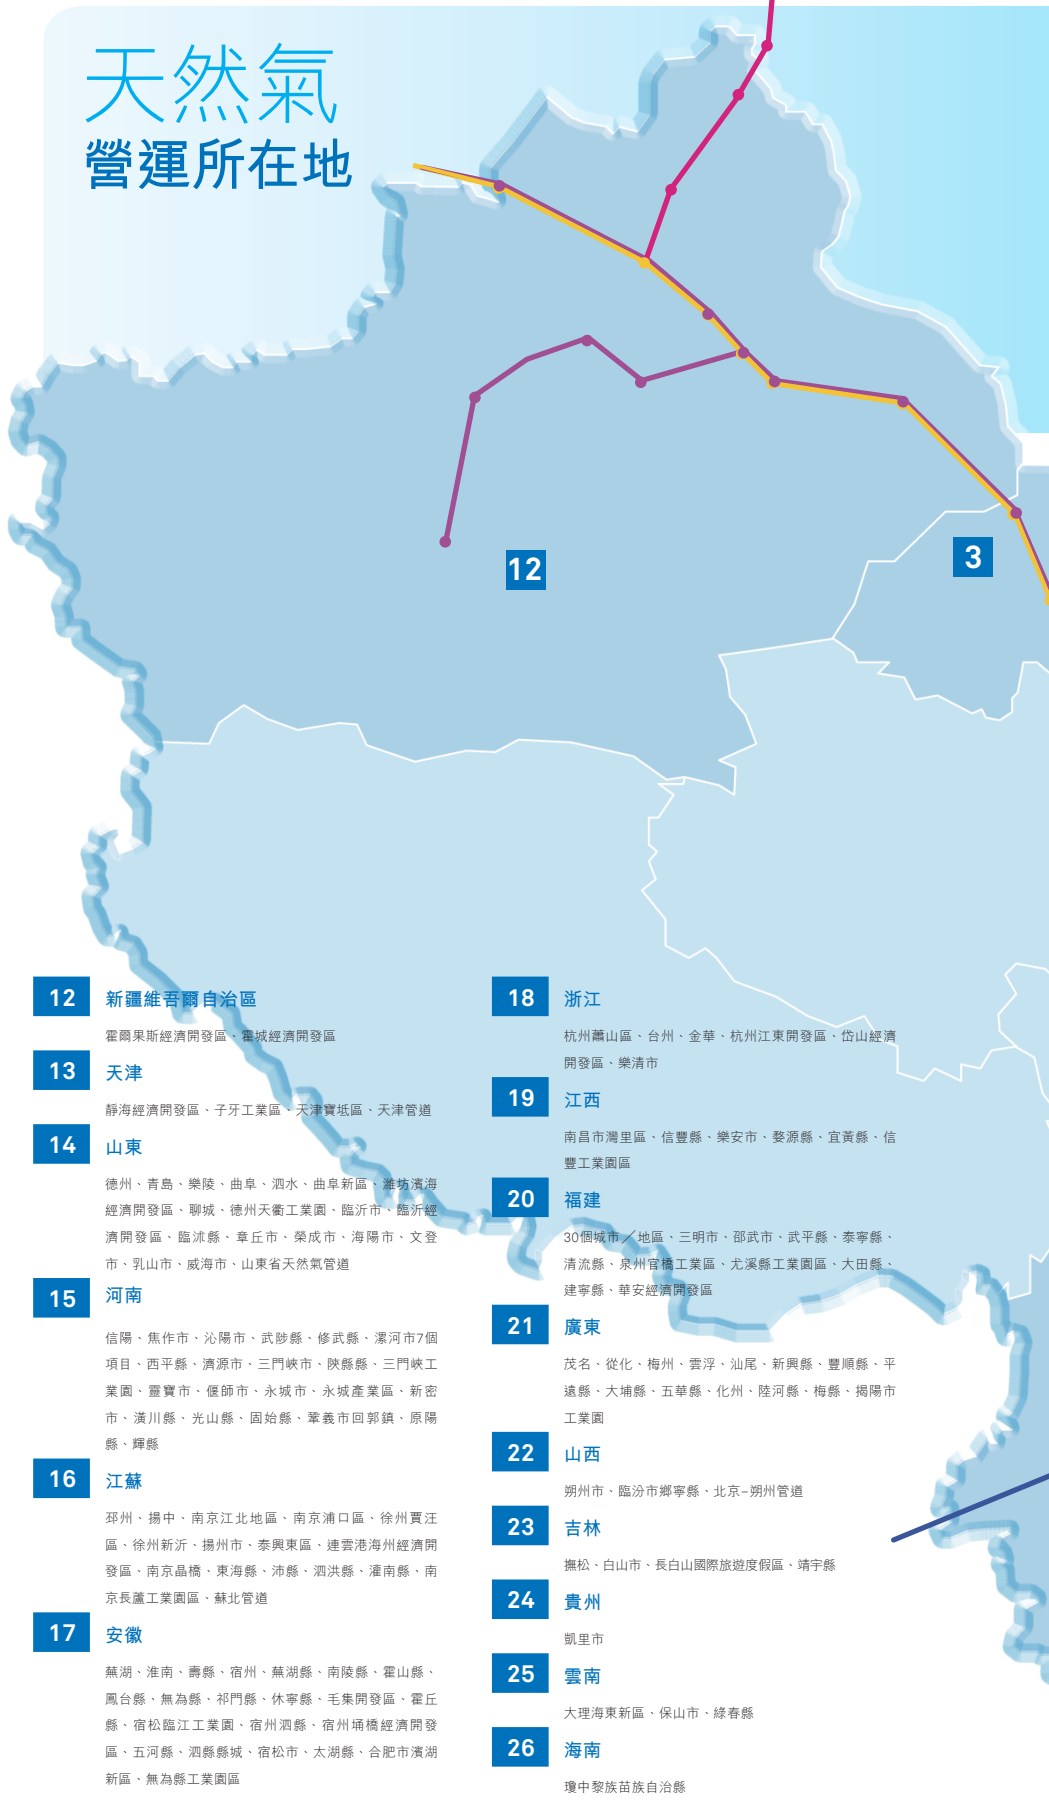 天然氣
營運所在地
12
3
12 新疆維吾爾自治區
霍爾果斯經濟開發區、霍城經濟開發區
13 天津
靜海經濟開發區、子牙工業區、天津寶坻區、天津管道
14 山東
德州、青島、樂陵、曲阜、泗水、曲阜新區、濰坊濱海
經濟開發區、聊城、德州天衢工業園、臨沂市、臨沂經
濟開發區、臨沭縣、章丘市、榮成市、海陽市、文登
市、乳山市、威海市、山東省天然氣管道
15 河南
信陽、焦作市、沁陽市、武陟縣、修武縣、漯河市7個
項目、西平縣、濟源市、三門峽市、陝縣縣、三門峽工
業園、靈寶市、偃師市、永城市、永城產業區、新密
市、潢川縣、光山縣、固始縣、鞏義市回郭鎮、原陽
縣、輝縣
16 江蘇
邳州、揚中、南京江北地區、南京浦口區、徐州賈汪
區、徐州新沂、揚州市、泰興東區、連雲港海州經濟開
發區、南京晶橋、東海縣、沛縣、泗洪縣、灌南縣、南
京長蘆工業園區、蘇北管道
17 安徽
蕪湖、淮南、壽縣、宿州、蕪湖縣、南陵縣、霍山縣、
鳳台縣、無為縣、祁門縣、休寧縣、毛集開發區、霍丘
縣、宿松臨江工業園、宿州泗縣、宿州埇橋經濟開發
區、五河縣、泗縣縣城、宿松市、太湖縣、合肥市濱湖
新區、無為縣工業園區
18 浙江
杭州蕭山區、台州、金華、杭州江東開發區、岱山經濟
開發區、樂清市
19 江西
南昌市灣里區、信豐縣、樂安市、婺源縣、宜黃縣、信
豐工業園區
20 福建
30個城市／地區、三明市、邵武市、武平縣、泰寧縣、
清流縣、泉州官橋工業區、尤溪縣工業園區、大田縣、
建寧縣、華安經濟開發區
21 廣東
茂名、從化、梅州、雲浮、汕尾、新興縣、豐順縣、平
遠縣、大埔縣、五華縣、化州、陸河縣、梅縣、揭陽市
工業園
22 山西
朔州市、臨汾市鄉寧縣、北京–朔州管道
23 吉林
撫松、白山市、長白山國際旅遊度假區、靖宇縣
24 貴州
凱里市
25 雲南
大理海東新區、保山市、綠春縣
26 海南
瓊中黎族苗族自治縣